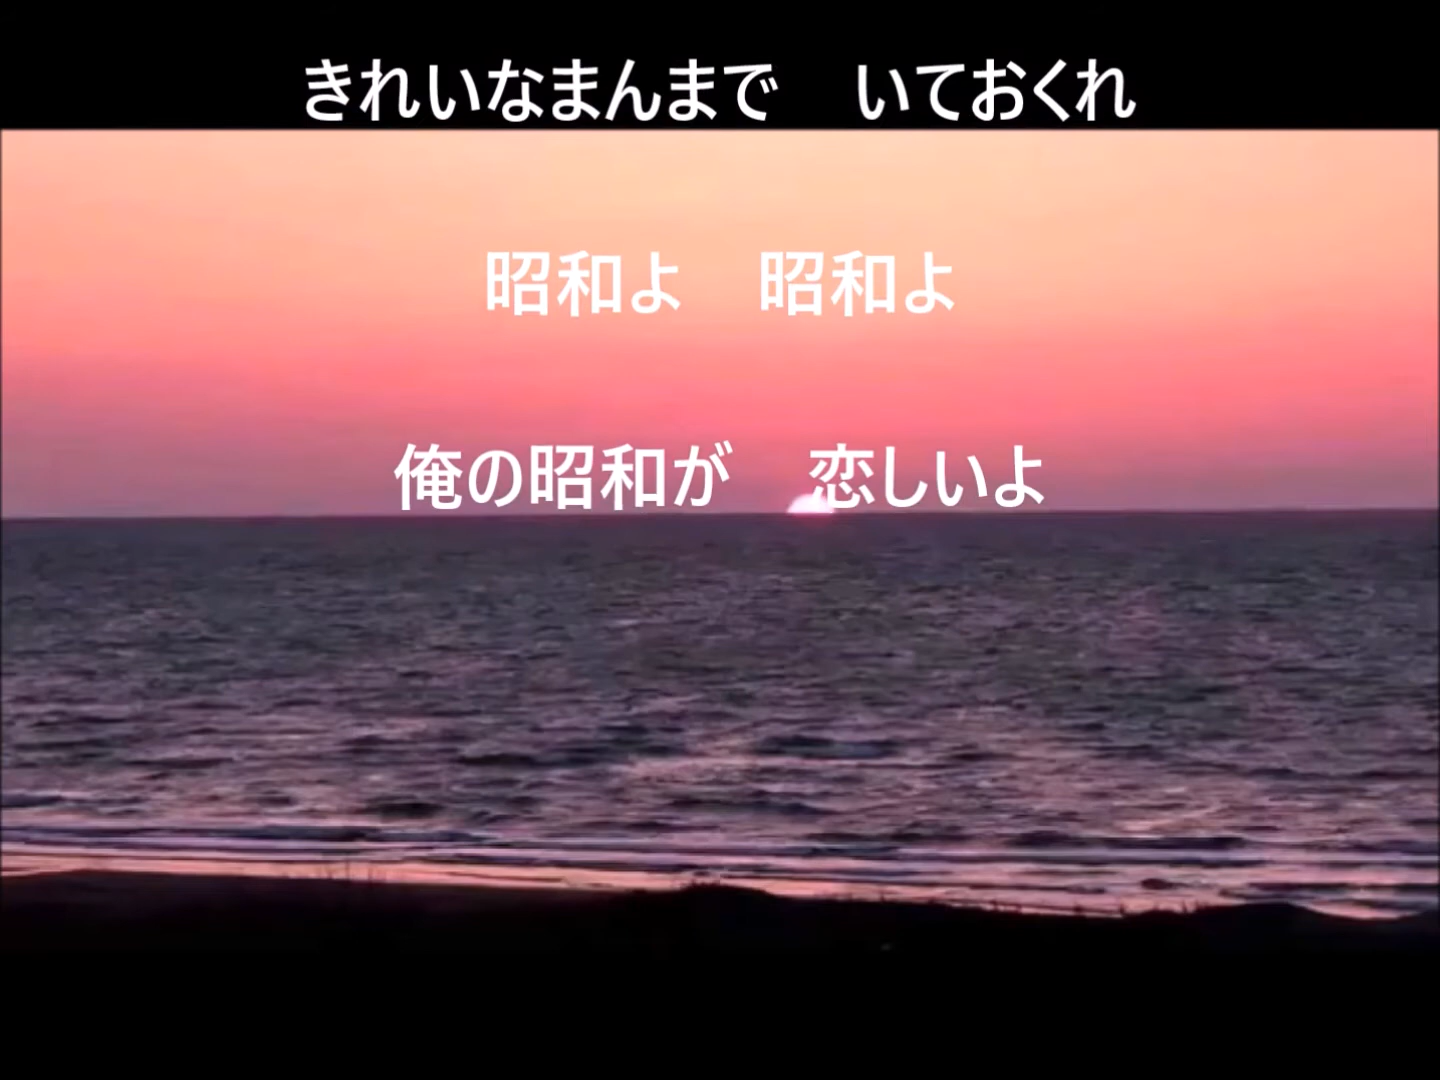 きれいなまんまで　いておくれ
昭和よ　昭和よ
俺の昭和が　恋しいよ